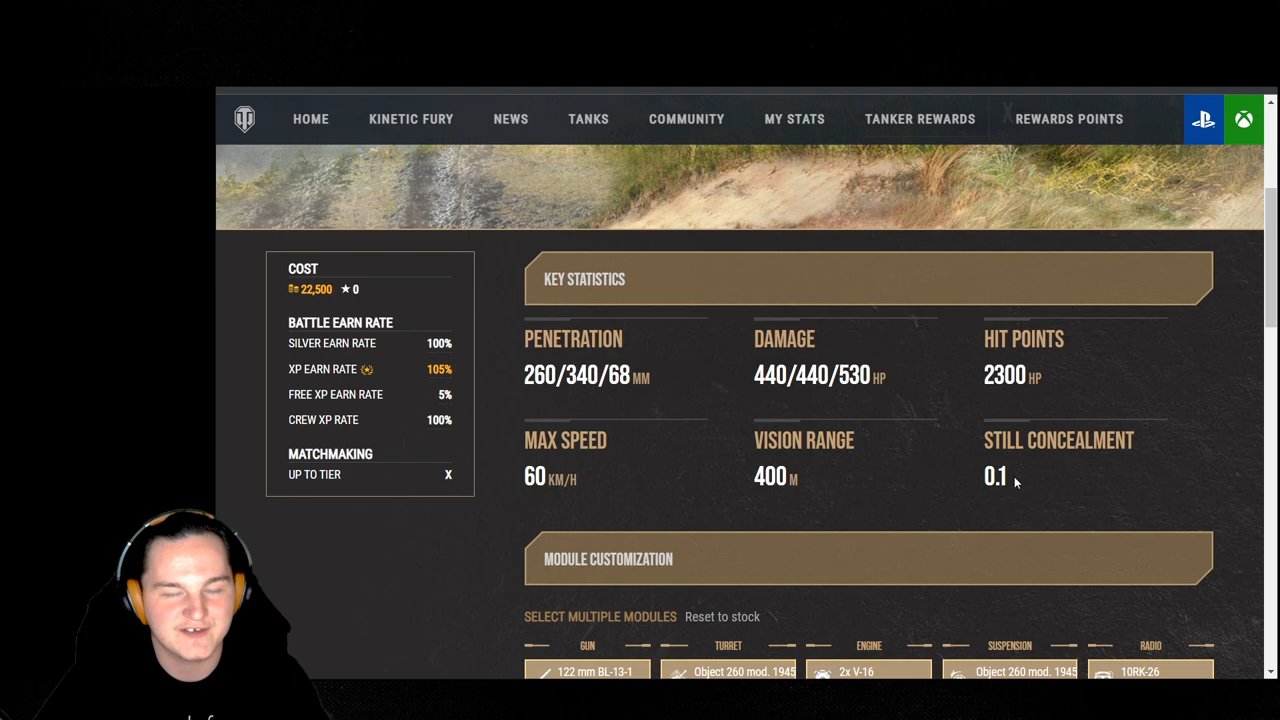 HOME KINETIC FURY NEWS TANKS COMMUNITY MY STATS TANKER REWARDS X REWARDS POINTS
COST
22,500 ★ 0
BATTLE EARN RATE
SILVER EARN RATE 100%
XP EARN RATE 105%
FREE XP EARN RATE 5%
CREW XP RATE 100%
MATCHMAKING
UP TO TIER X
KEY STATISTICS
PENETRATION DAMAGE HIT POINTS
260/340/68 MM 440/440/530 HP 2300 HP
MAX SPEED VISION RANGE STILL CONCEALMENT
60 KM/H 400 M 0.1
MODULE CUSTOMIZATION
SELECT MULTIPLE MODULES Reset to stock
GUN TURRET ENGINE SUSPENSION RADIO
122 mm BL-13-1 Object 260 mod. 1945 2x V-16 Object 260 mod. 1945 10RK-26